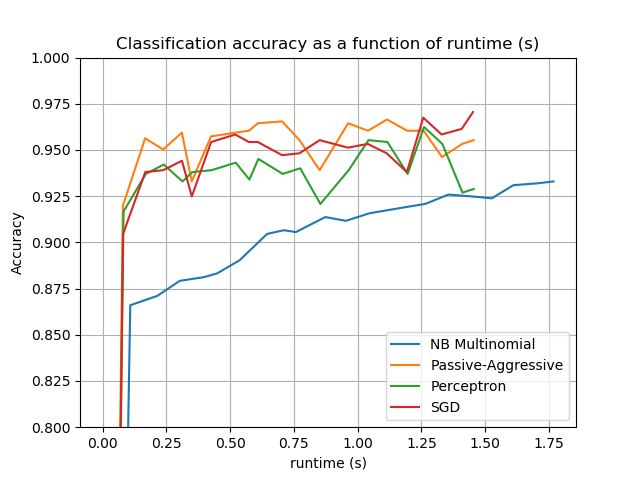 Classification accuracy as a function of runtime (s)
1.000
0.975
0.950
0.925
0.900
0.875
0.850
0.825
0.800
Accuracy
NB Multinomial
Passive-Aggressive
Perceptron
SGD
0.00 0.25 0.50 0.75 1.00 1.25 1.50 1.75
runtime (s)